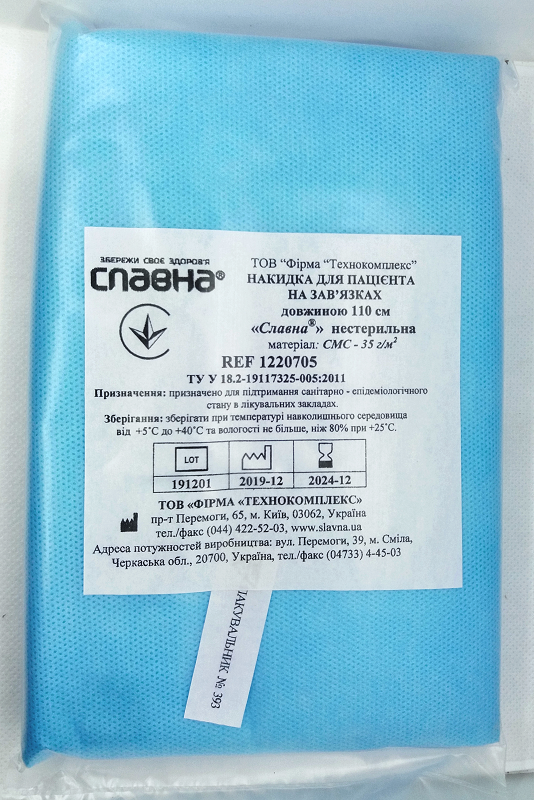 ЗБЕРЕЖИ СВОЄ ЗДОРОВ'Я
СЛАВНА®
ТОВ “Фірма “Технокомплекс”
НАКИДКА ДЛЯ ПАЦІЄНТА
НА ЗАВ’ЯЗКАХ
довжиною 110 см
«Славна®» нестерильна
матеріал: СМС - 35 г/м²
REF 1220705
ТУ У 18.2-19117325-005:2011
Призначення: призначено для підтримання санітарно - епідеміологічного
стану в лікувальних закладах.
Зберігання: зберігати при температурі навколишнього середовища
від +5˚С до +40˚С та вологості не більше, ніж 80% при +25˚С.
LOT
191201 2019-12 2024-12
ТОВ «ФІРМА «ТЕХНОКОМПЛЕКС»
пр-т Перемоги, 65, м. Київ, 03062, Україна
тел./факс (044) 422-52-03, www.slavna.ua
Адреса потужностей виробництва: вул. Перемоги, 39, м. Сміла,
Черкаська обл., 20700, Україна, тел./факс (04733) 4-45-03
ПАКУВАЛЬНИК № 393